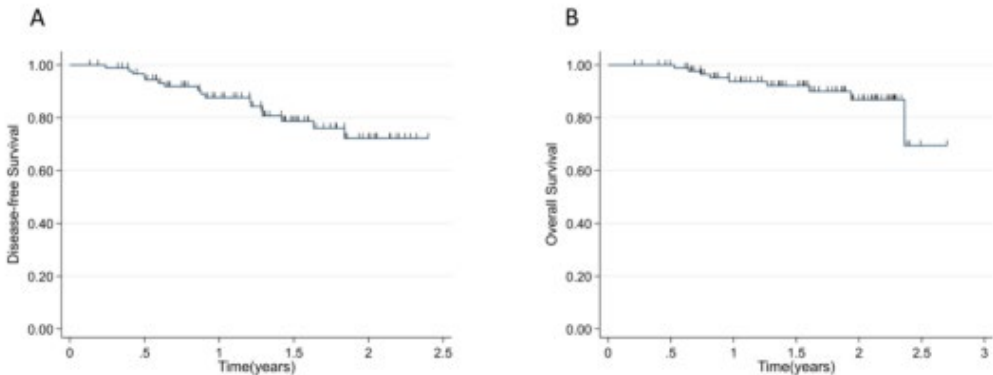 A
1.00
0.80
0.60
0.40
0.20
0.00
Disease-free Survival
0 .5 1 1.5 2 2.5
Time(years)
B
1.00
0.80
0.60
0.40
0.20
0.00
Overall Survival
0 .5 1 1.5 2 2.5 3
Time(years)